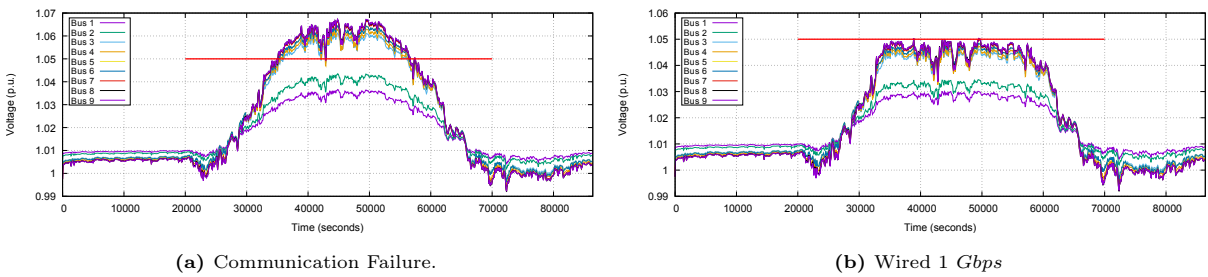 1.07
1.06
1.05
1.04
1.03
1.02
1.01
1
0.99
Voltage (p.u.)
Bus 1
Bus 2
Bus 3
Bus 4
Bus 5
Bus 6
Bus 7
Bus 8
Bus 9
0 10000 20000 30000 40000 50000 60000 70000 80000
Time (seconds)
(a) Communication Failure.
1.06
1.05
1.04
1.03
1.02
1.01
1
0.99
Voltage (p.u.)
Bus 1
Bus 2
Bus 3
Bus 4
Bus 5
Bus 6
Bus 7
Bus 8
Bus 9
0 10000 20000 30000 40000 50000 60000 70000 80000
Time (seconds)
(b) Wired 1 Gbps